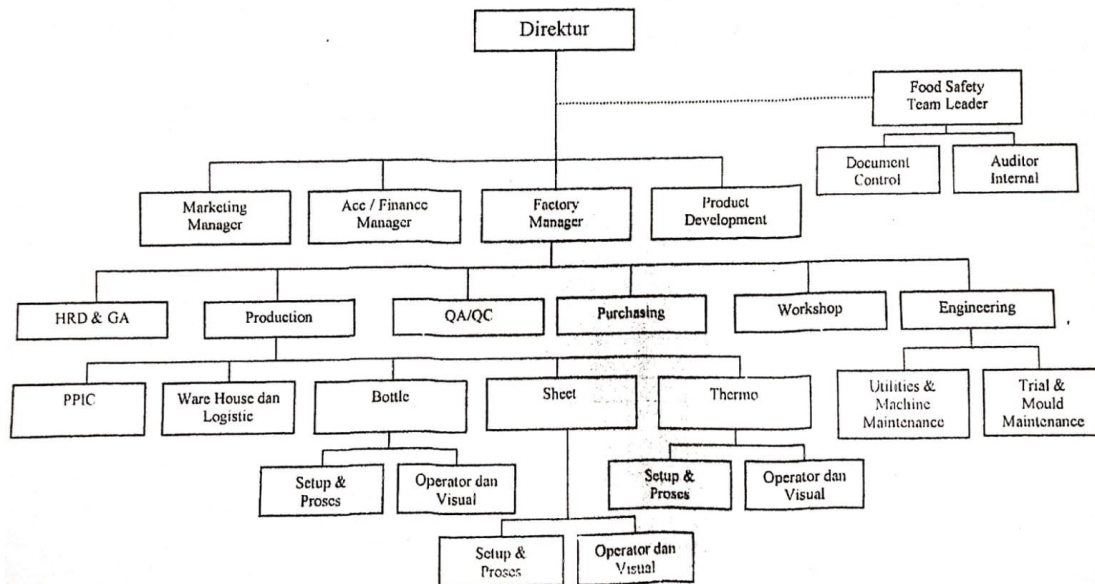 Direktur
Food Safety
Team Leader
Document
Control
Auditor
Internal
Marketing
Manager
Acc / Finance
Manager
Factory
Manager
Product
Development
HRD & GA
Production
QA/QC
Purchasing
Workshop
Engineering
PPIC
Ware House dan
Logistic
Bottle
Sheet
Thermo
Utilities &
Machine
Maintenance
Trial &
Mould
Maintenance
Setup &
Proses
Operator dan
Visual
Setup &
Proses
Operator dan
Visual
Setup &
Proses
Operator dan
Visual